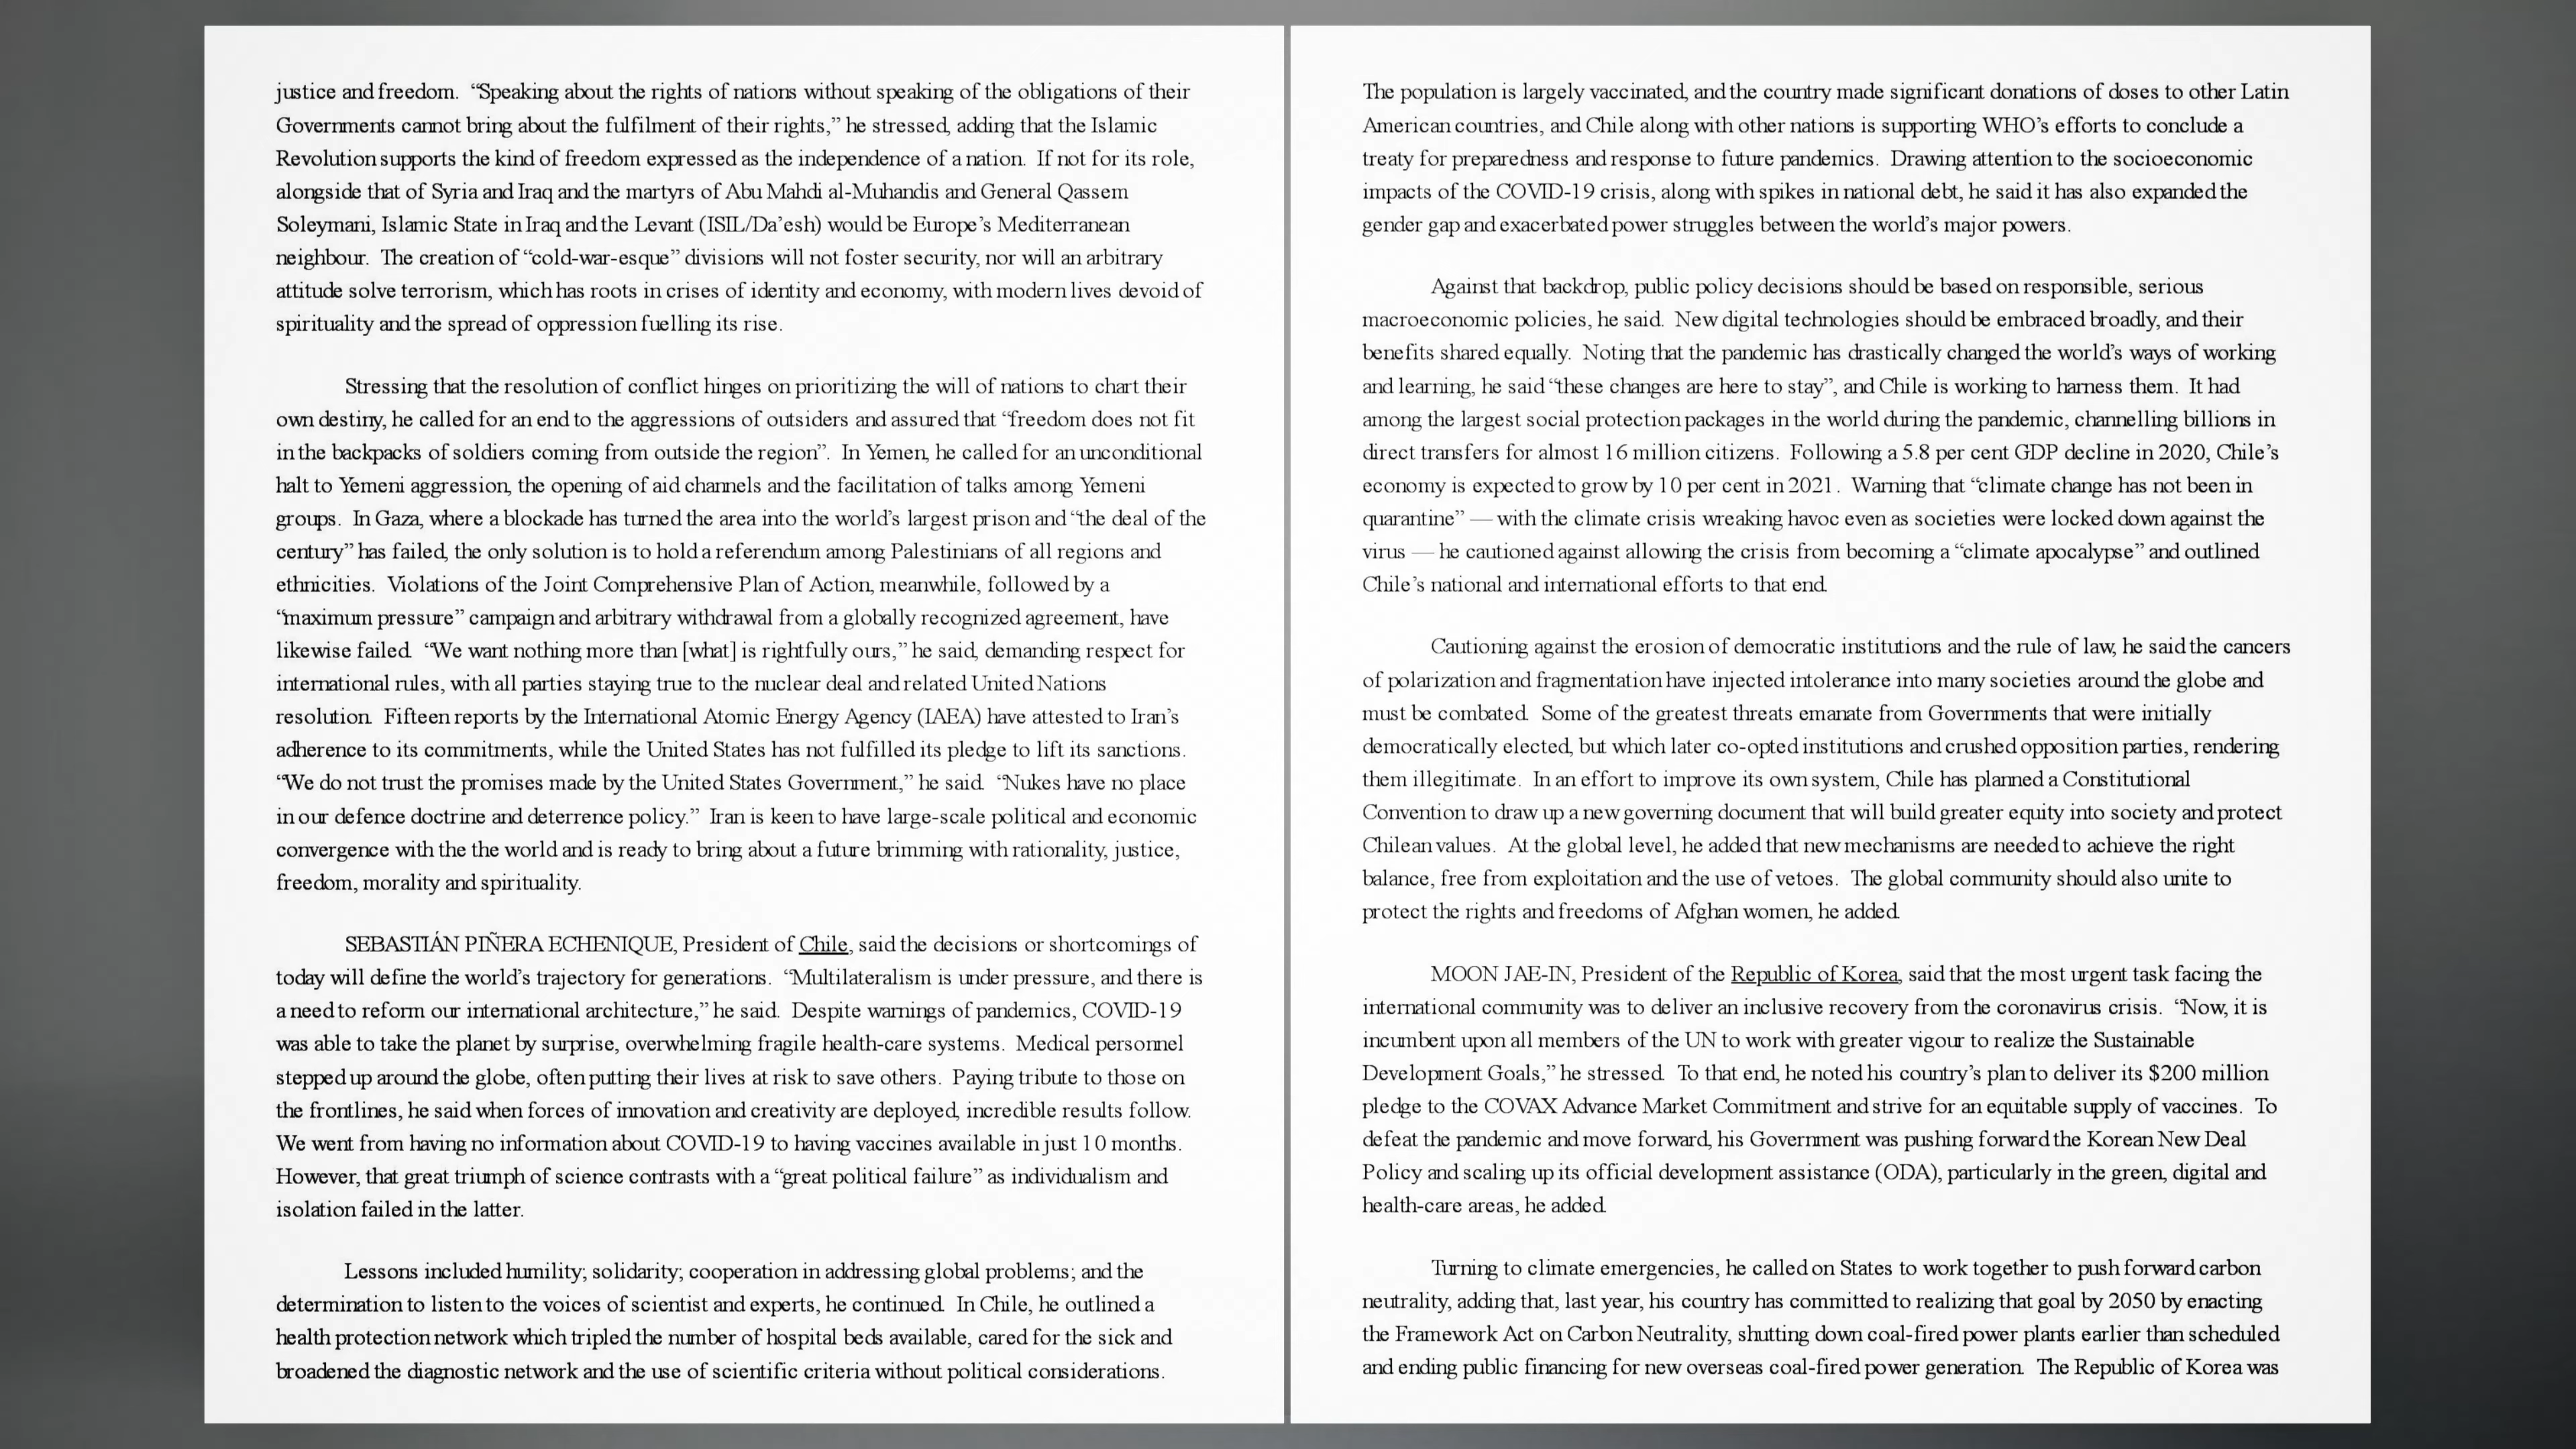 justice and freedom.  “Speaking about the rights of nations without speaking of the obligations of their
Governments cannot bring about the fulfilment of their rights,” he stressed, adding that the Islamic
Revolution supports the kind of freedom expressed as the independence of a nation.  If not for its role,
alongside that of Syria and Iraq and the martyrs of Abu Mahdi al-Muhandis and General Qassem
Soleymani, Islamic State in Iraq and the Levant (ISIL/Da’esh) would be Europe’s Mediterranean
neighbour.  The creation of “cold-war-esque” divisions will not foster security, nor will an arbitrary
attitude solve terrorism, which has roots in crises of identity and economy, with modern lives devoid of
spirituality and the spread of oppression fuelling its rise.
Stressing that the resolution of conflict hinges on prioritizing the will of nations to chart their
own destiny, he called for an end to the aggressions of outsiders and assured that “freedom does not fit
in the backpacks of soldiers coming from outside the region”.  In Yemen, he called for an unconditional
halt to Yemeni aggression, the opening of aid channels and the facilitation of talks among Yemeni
groups.  In Gaza, where a blockade has turned the area into the world’s largest prison and “the deal of the
century” has failed, the only solution is to hold a referendum among Palestinians of all regions and
ethnicities.  Violations of the Joint Comprehensive Plan of Action, meanwhile, followed by a
“maximum pressure” campaign and arbitrary withdrawal from a globally recognized agreement, have
likewise failed.  “We want nothing more than [what] is rightfully ours,” he said, demanding respect for
international rules, with all parties staying true to the nuclear deal and related United Nations
resolution.  Fifteen reports by the International Atomic Energy Agency (IAEA) have attested to Iran’s
adherence to its commitments, while the United States has not fulfilled its pledge to lift its sanctions.
“We do not trust the promises made by the United States Government,” he said.  “Nukes have no place
in our defence doctrine and deterrence policy.”  Iran is keen to have large-scale political and economic
convergence with the the world and is ready to bring about a future brimming with rationality, justice,
freedom, morality and spirituality.
SEBASTIÁN PIÑERA ECHENIQUE, President of Chile, said the decisions or shortcomings of
today will define the world’s trajectory for generations.  “Multilateralism is under pressure, and there is
a need to reform our international architecture,” he said.  Despite warnings of pandemics, COVID-19
was able to take the planet by surprise, overwhelming fragile health-care systems.  Medical personnel
stepped up around the globe, often putting their lives at risk to save others.  Paying tribute to those on
the frontlines, he said when forces of innovation and creativity are deployed, incredible results follow.
We went from having no information about COVID-19 to having vaccines available in just 10 months.
However, that great triumph of science contrasts with a “great political failure” as individualism and
isolation failed in the latter.
Lessons included humility; solidarity; cooperation in addressing global problems; and the
determination to listen to the voices of scientist and experts, he continued.  In Chile, he outlined a
health protection network which tripled the number of hospital beds available, cared for the sick and
broadened the diagnostic network and the use of scientific criteria without political considerations.
The population is largely vaccinated, and the country made significant donations of doses to other Latin
American countries, and Chile along with other nations is supporting WHO’s efforts to conclude a
treaty for preparedness and response to future pandemics.  Drawing attention to the socioeconomic
impacts of the COVID-19 crisis, along with spikes in national debt, he said it has also expanded the
gender gap and exacerbated power struggles between the world’s major powers.
Against that backdrop, public policy decisions should be based on responsible, serious
macroeconomic policies, he said.  New digital technologies should be embraced broadly, and their
benefits shared equally.  Noting that the pandemic has drastically changed the world’s ways of working
and learning, he said “these changes are here to stay”, and Chile is working to harness them.  It had
among the largest social protection packages in the world during the pandemic, channelling billions in
direct transfers for almost 16 million citizens.  Following a 5.8 per cent GDP decline in 2020, Chile’s
economy is expected to grow by 10 per cent in 2021.  Warning that “climate change has not been in
quarantine” — with the climate crisis wreaking havoc even as societies were locked down against the
virus — he cautioned against allowing the crisis from becoming a “climate apocalypse” and outlined
Chile’s national and international efforts to that end.
Cautioning against the erosion of democratic institutions and the rule of law, he said the cancers
of polarization and fragmentation have injected intolerance into many societies around the globe and
must be combated.  Some of the greatest threats emanate from Governments that were initially
democratically elected, but which later co-opted institutions and crushed opposition parties, rendering
them illegitimate.  In an effort to improve its own system, Chile has planned a Constitutional
Convention to draw up a new governing document that will build greater equity into society and protect
Chilean values.  At the global level, he added that new mechanisms are needed to achieve the right
balance, free from exploitation and the use of vetoes.  The global community should also unite to
protect the rights and freedoms of Afghan women, he added.
MOON JAE-IN, President of the Republic of Korea, said that the most urgent task facing the
international community was to deliver an inclusive recovery from the coronavirus crisis.  “Now, it is
incumbent upon all members of the UN to work with greater vigour to realize the Sustainable
Development Goals,” he stressed.  To that end, he noted his country’s plan to deliver its $200 million
pledge to the COVAX Advance Market Commitment and strive for an equitable supply of vaccines.  To
defeat the pandemic and move forward, his Government was pushing forward the Korean New Deal
Policy and scaling up its official development assistance (ODA), particularly in the green, digital and
health-care areas, he added.
Turning to climate emergencies, he called on States to work together to push forward carbon
neutrality, adding that, last year, his country has committed to realizing that goal by 2050 by enacting
the Framework Act on Carbon Neutrality, shutting down coal-fired power plants earlier than scheduled
and ending public financing for new overseas coal-fired power generation.  The Republic of Korea was